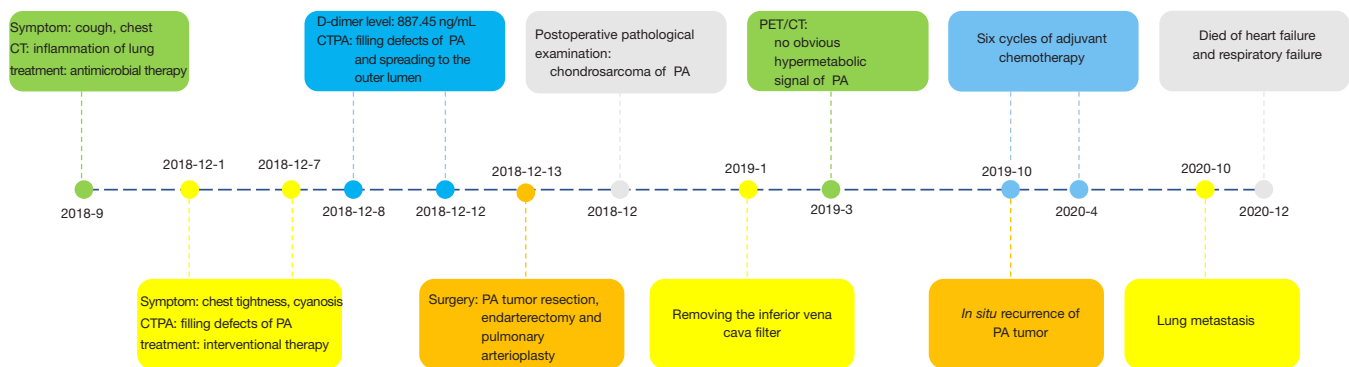 Symptom: cough, chest
CT: inflammation of lung
treatment: antimicrobial therapy
D-dimer level: 887.45 ng/mL
CTPA: filling defects of PA
and spreading to the
outer lumen
Postoperative pathological
examination:
chondrosarcoma of PA
PET/CT:
no obvious
hypermetabolic
signal of PA
Six cycles of adjuvant
chemotherapy
Died of heart failure
and respiratory failure
2018-9
2018-12-1
2018-12-7
2018-12-8
2018-12-12
2018-12-13
2018-12
2019-1
2019-3
2019-10
2020-4
2020-10
2020-12
Symptom: chest tightness, cyanosis
CTPA: filling defects of PA
treatment: interventional therapy
Surgery: PA tumor resection,
endarterectomy and
pulmonary
arterioplasty
Removing the inferior vena
cava filter
In situ recurrence of
PA tumor
Lung metastasis